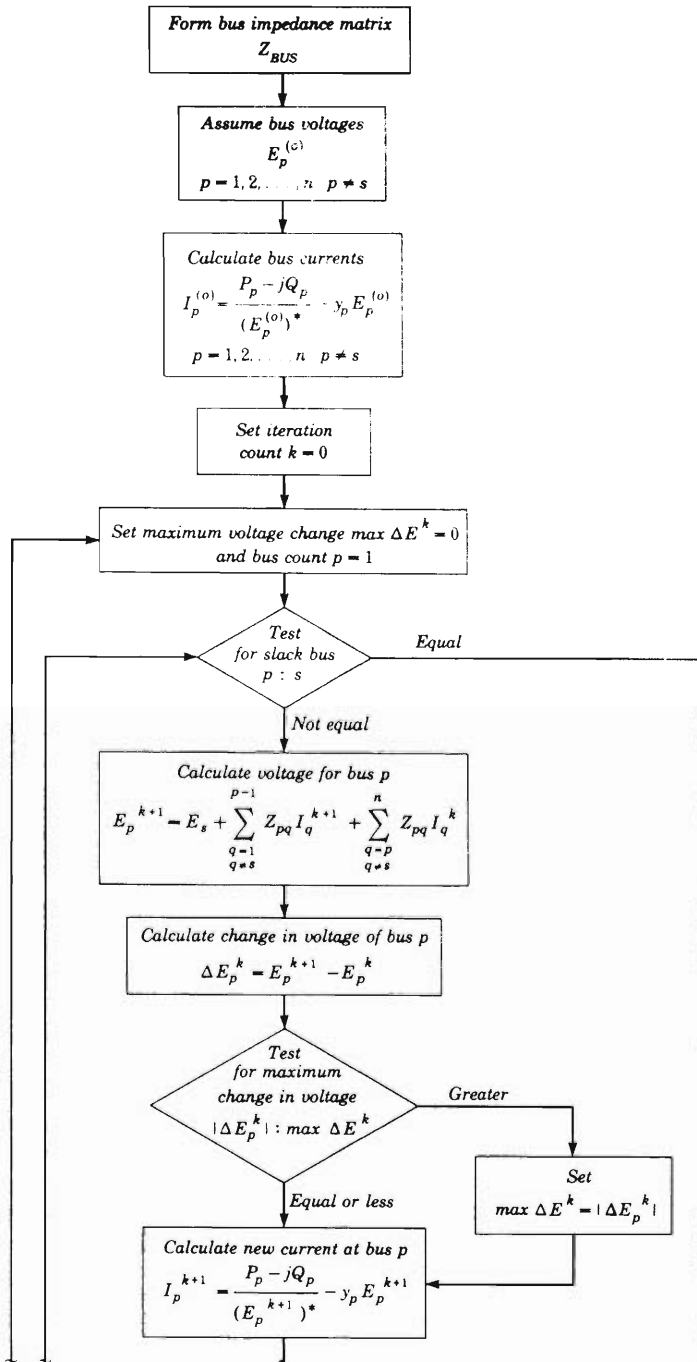 Form bus impedance matrix
Z_BUS
Assume bus voltages
E_p^(o)
p = 1, 2, . . . , n p ≠ s
Calculate bus currents
I_p^(o) = (P_p − jQ_p) / (E_p^(o))* − y_p E_p^(o)
p = 1, 2, . . . , n p ≠ s
Set iteration
count k = 0
Set maximum voltage change max ΔE^k = 0
and bus count p = 1
Test
for slack bus
p : s
Equal
Not equal
Calculate voltage for bus p
E_p^k+1 = E_s + ∑_{q=1, q≠s}^{p−1} Z_pq I_q^k+1 + ∑_{q=p, q≠s}^{n} Z_pq I_q^k
Calculate change in voltage of bus p
ΔE_p^k = E_p^k+1 − E_p^k
Test
for maximum
change in voltage
|ΔE_p^k| : max ΔE^k
Greater
Set
max ΔE^k = |ΔE_p^k|
Equal or less
Calculate new current at bus p
I_p^k+1 = (P_p − jQ_p) / (E_p^k+1)* − y_p E_p^k+1